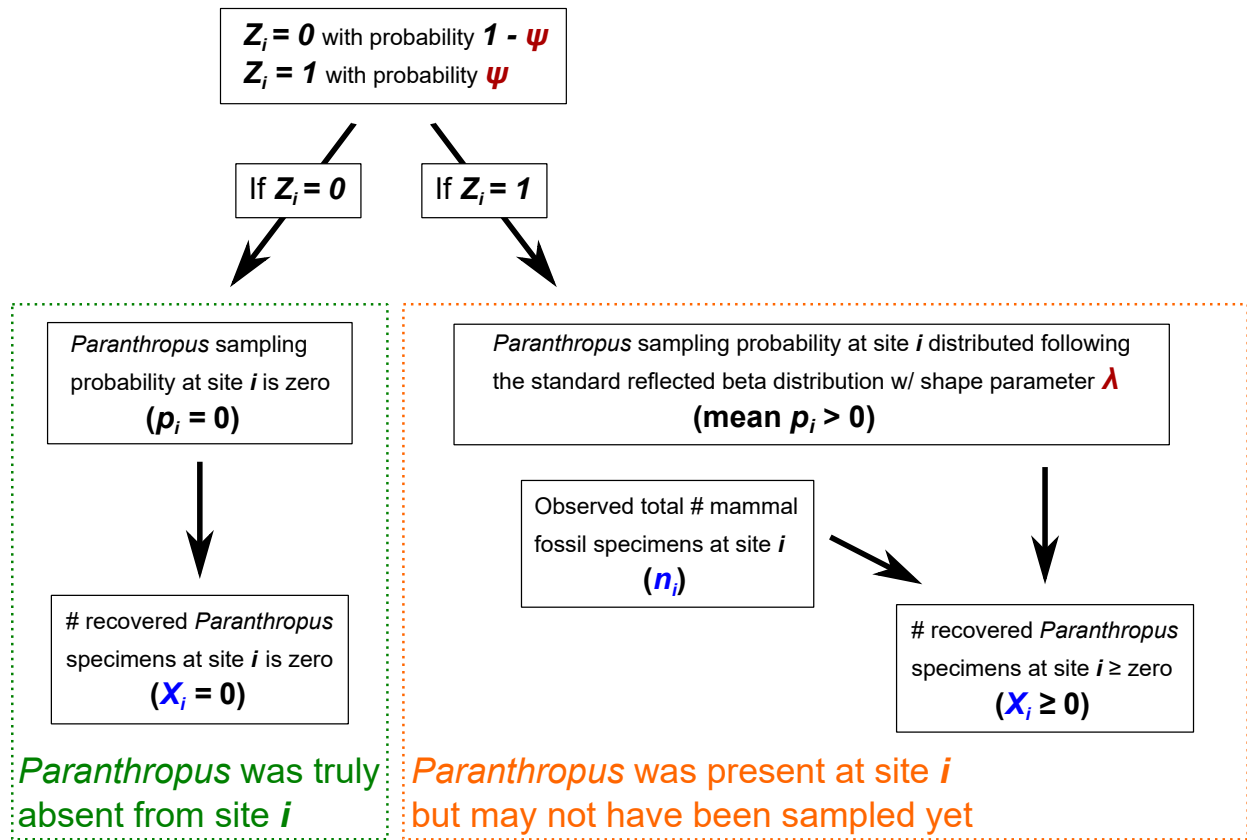 Zi = 0 with probability 1 - ψ
Zi = 1 with probability ψ
If Zi = 0
If Zi = 1
Paranthropus sampling
probability at site i is zero
(pi = 0)
Paranthropus sampling probability at site i distributed following
the standard reflected beta distribution w/ shape parameter λ
(mean pi > 0)
Observed total # mammal
fossil specimens at site i
(ni)
# recovered Paranthropus
specimens at site i is zero
(Xi = 0)
# recovered Paranthropus
specimens at site i ≥ zero
(Xi ≥ 0)
Paranthropus was truly
absent from site i
Paranthropus was present at site i
but may not have been sampled yet